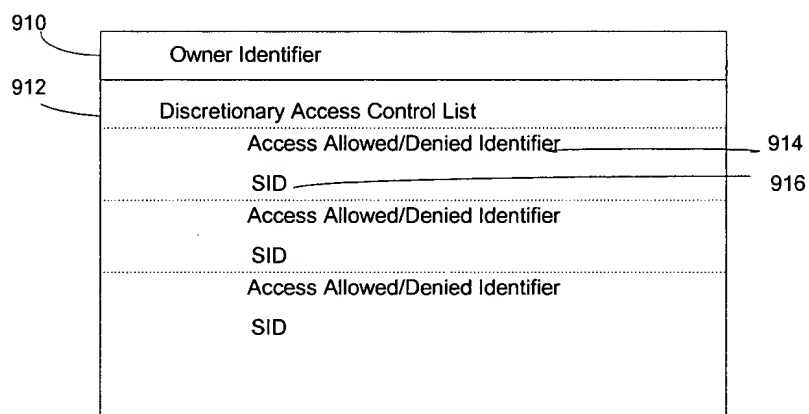 910
Owner Identifier
912
Discretionary Access Control List
Access Allowed/Denied Identifier 914
SID 916
Access Allowed/Denied Identifier
SID
Access Allowed/Denied Identifier
SID